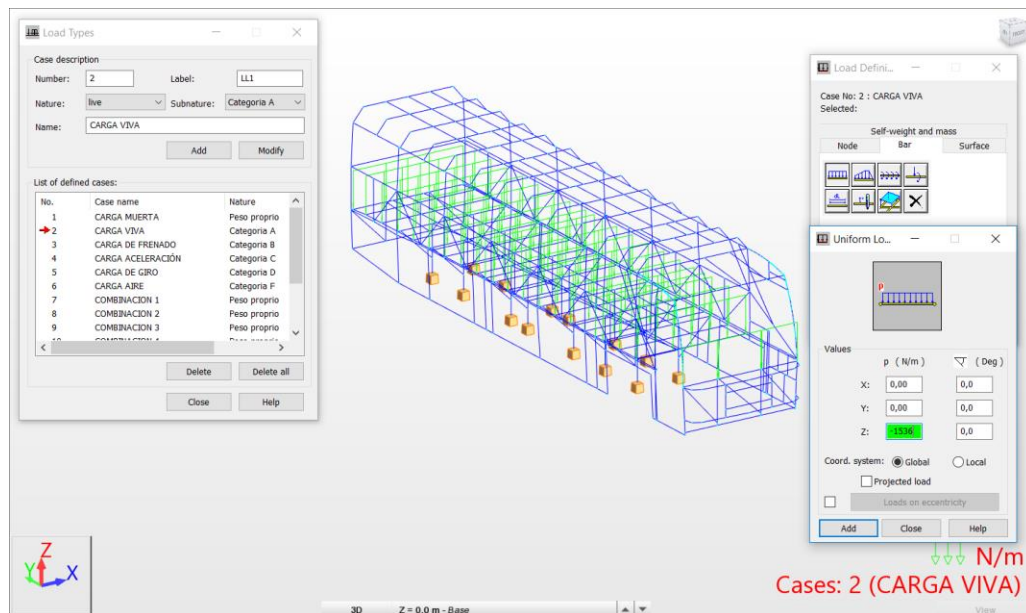 Load Types
Case description
Number: 2 Label: LL1
Nature: live Subnature: Categoria A
Name: CARGA VIVA
Add Modify
List of defined cases:
No. Case name Nature
1 CARGA MUERTA Peso proprio
2 CARGA VIVA Categoria A
3 CARGA DE FRENADO Categoria B
4 CARGA ACELERACIÓN Categoria C
5 CARGA DE GIRO Categoria D
6 CARGA AIRE Categoria F
7 COMBINACION 1 Peso proprio
8 COMBINACION 2 Peso proprio
9 COMBINACION 3 Peso proprio
Delete Delete all
Close Help
Load Defini...
Case No: 2 : CARGA VIVA
Selected:
Self-weight and mass
Node Bar Surface
Uniform Lo...
P
Values
p ( N/m ) ( Deg )
X: 0,00 0,0
Y: 0,00 0,0
Z: -1536 0,0
Coord. system: Global Local
Projected load
Loads on eccentricity
Add Close Help
Z
Y X
N/m
Cases: 2 (CARGA VIVA)
3D Z = 0.0 m - Base
View